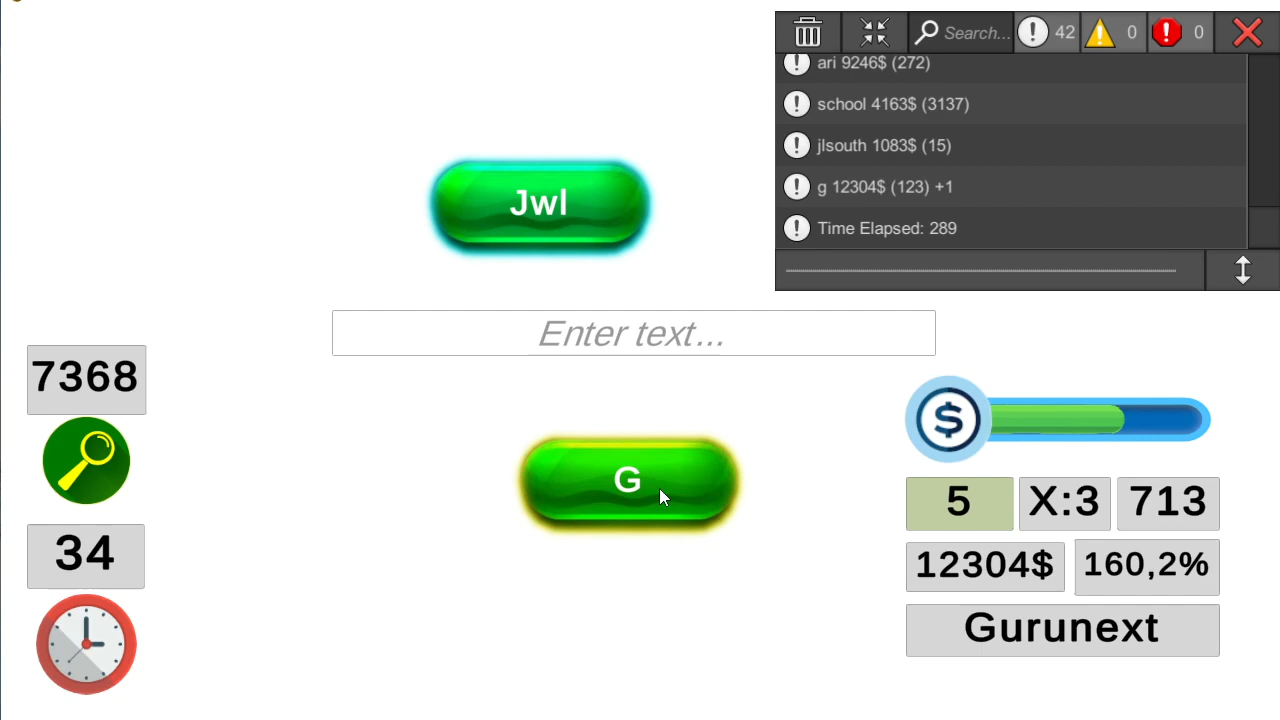 Search...
42
0
0
ari 9246$ (272)
school 4163$ (3137)
jlsouth 1083$ (15)
g 12304$ (123) +1
Time Elapsed: 289
Jwl
Enter text...
7368
G
34
5
X:3
713
12304$
160,2%
Gurunext